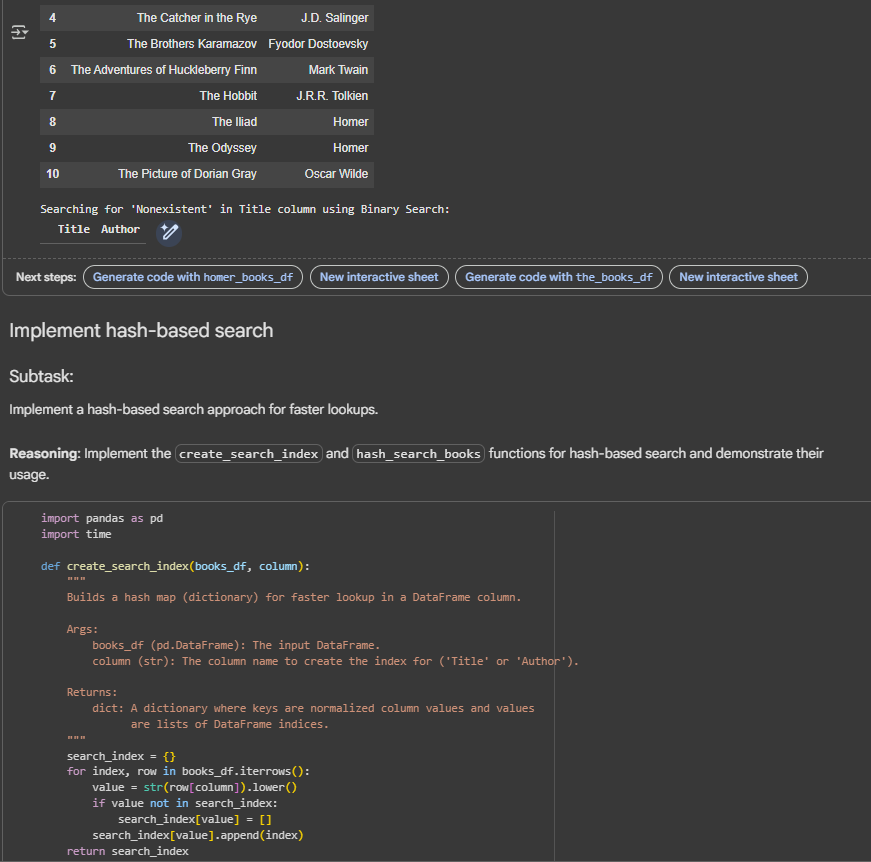 4 The Catcher in the Rye J.D. Salinger
5 The Brothers Karamazov Fyodor Dostoevsky
6 The Adventures of Huckleberry Finn Mark Twain
7 The Hobbit J.R.R. Tolkien
8 The Iliad Homer
9 The Odyssey Homer
10 The Picture of Dorian Gray Oscar Wilde
Searching for 'Nonexistent' in Title column using Binary Search:
Title Author
Next steps: Generate code with homer_books_df New interactive sheet Generate code with the_books_df New interactive sheet
Implement hash-based search
Subtask:
Implement a hash-based search approach for faster lookups.
Reasoning: Implement the create_search_index and hash_search_books functions for hash-based search and demonstrate their
usage.
import pandas as pd
import time
def create_search_index(books_df, column):
    """
    Builds a hash map (dictionary) for faster lookup in a DataFrame column.
    Args:
        books_df (pd.DataFrame): The input DataFrame.
        column (str): The column name to create the index for ('Title' or 'Author').
    Returns:
        dict: A dictionary where keys are normalized column values and values
              are lists of DataFrame indices.
    """
    search_index = {}
    for index, row in books_df.iterrows():
        value = str(row[column]).lower()
        if value not in search_index:
            search_index[value] = []
        search_index[value].append(index)
    return search_index